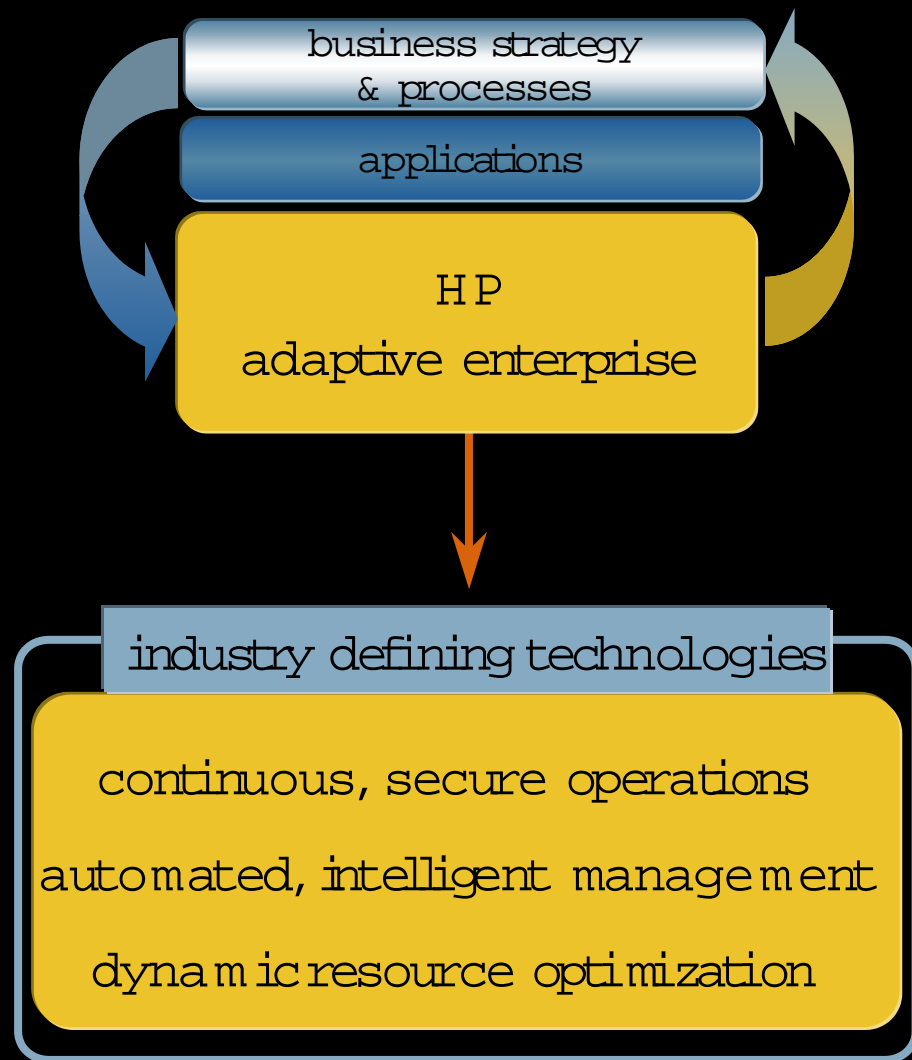 business strategy
& processes
applications
HP
adaptive enterprise
industry defining technologies
continuous, secure operations
automated, intelligent management
dynamic resource optimization